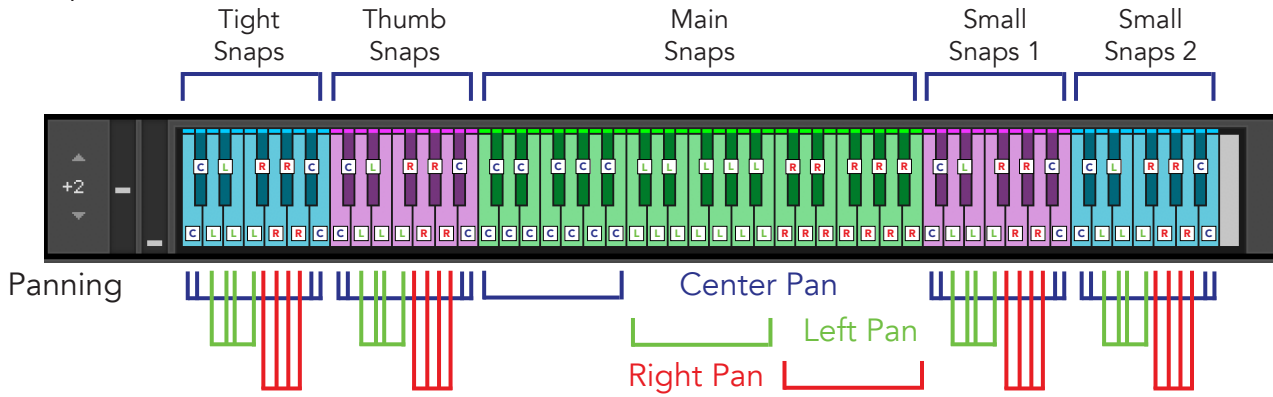 Tight Snaps
Thumb Snaps
Main Snaps
Small Snaps 1
Small Snaps 2
C L R R C C L R R C C C C C C L L L L L R R R R R C L R R C C L R R C
+2
C L L L R R C C L L L R R C C C C C C C C L L L L L L L R R R R R R R C L L L R R C C L L L R R C
Panning
Center Pan
Left Pan
Right Pan